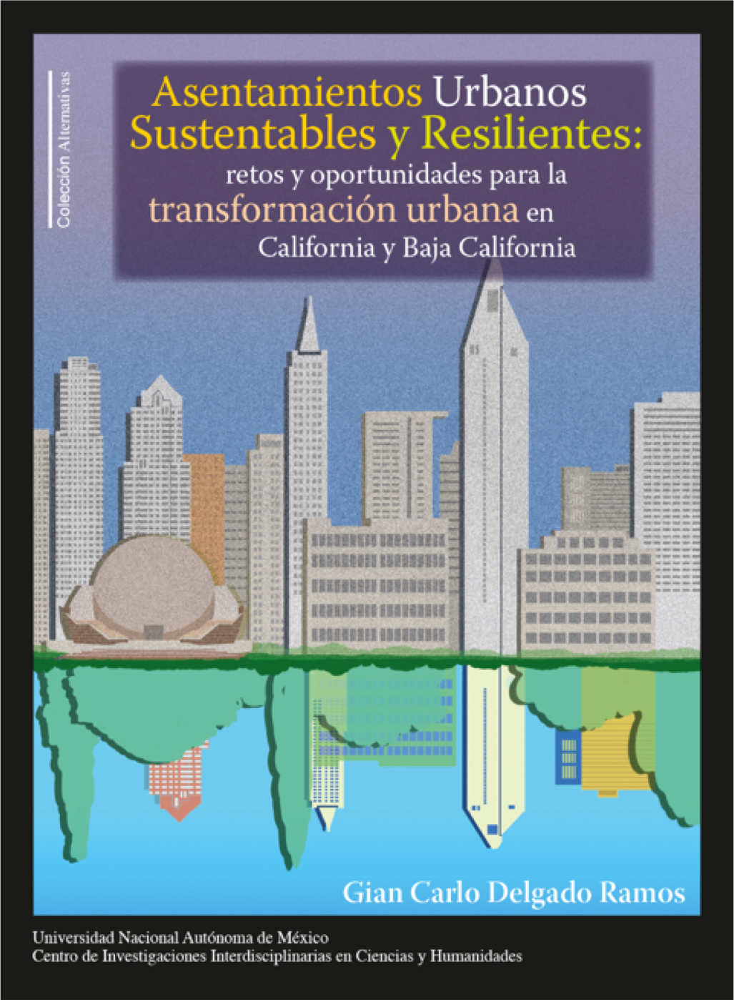 Colección Alternativas
Asentamientos Urbanos
Sustentables y Resilientes:
retos y oportunidades para la
transformación urbana en
California y Baja California
Gian Carlo Delgado Ramos
Universidad Nacional Autónoma de México
Centro de Investigaciones Interdisciplinarias en Ciencias y Humanidades